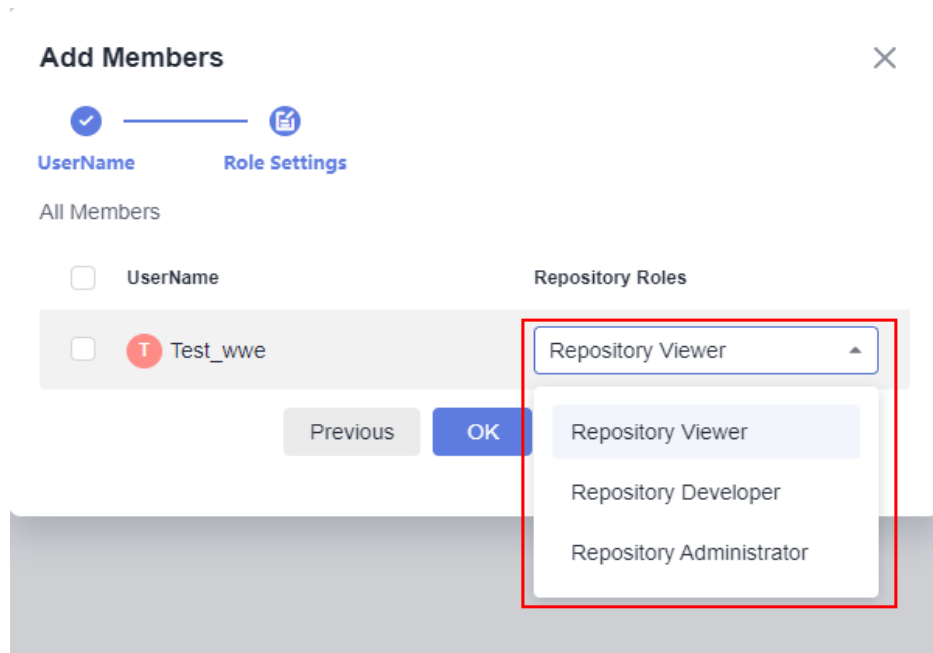 Add Members
UserName Role Settings
All Members
UserName Repository Roles
T Test_wwe Repository Viewer
Previous OK
Repository Viewer
Repository Developer
Repository Administrator